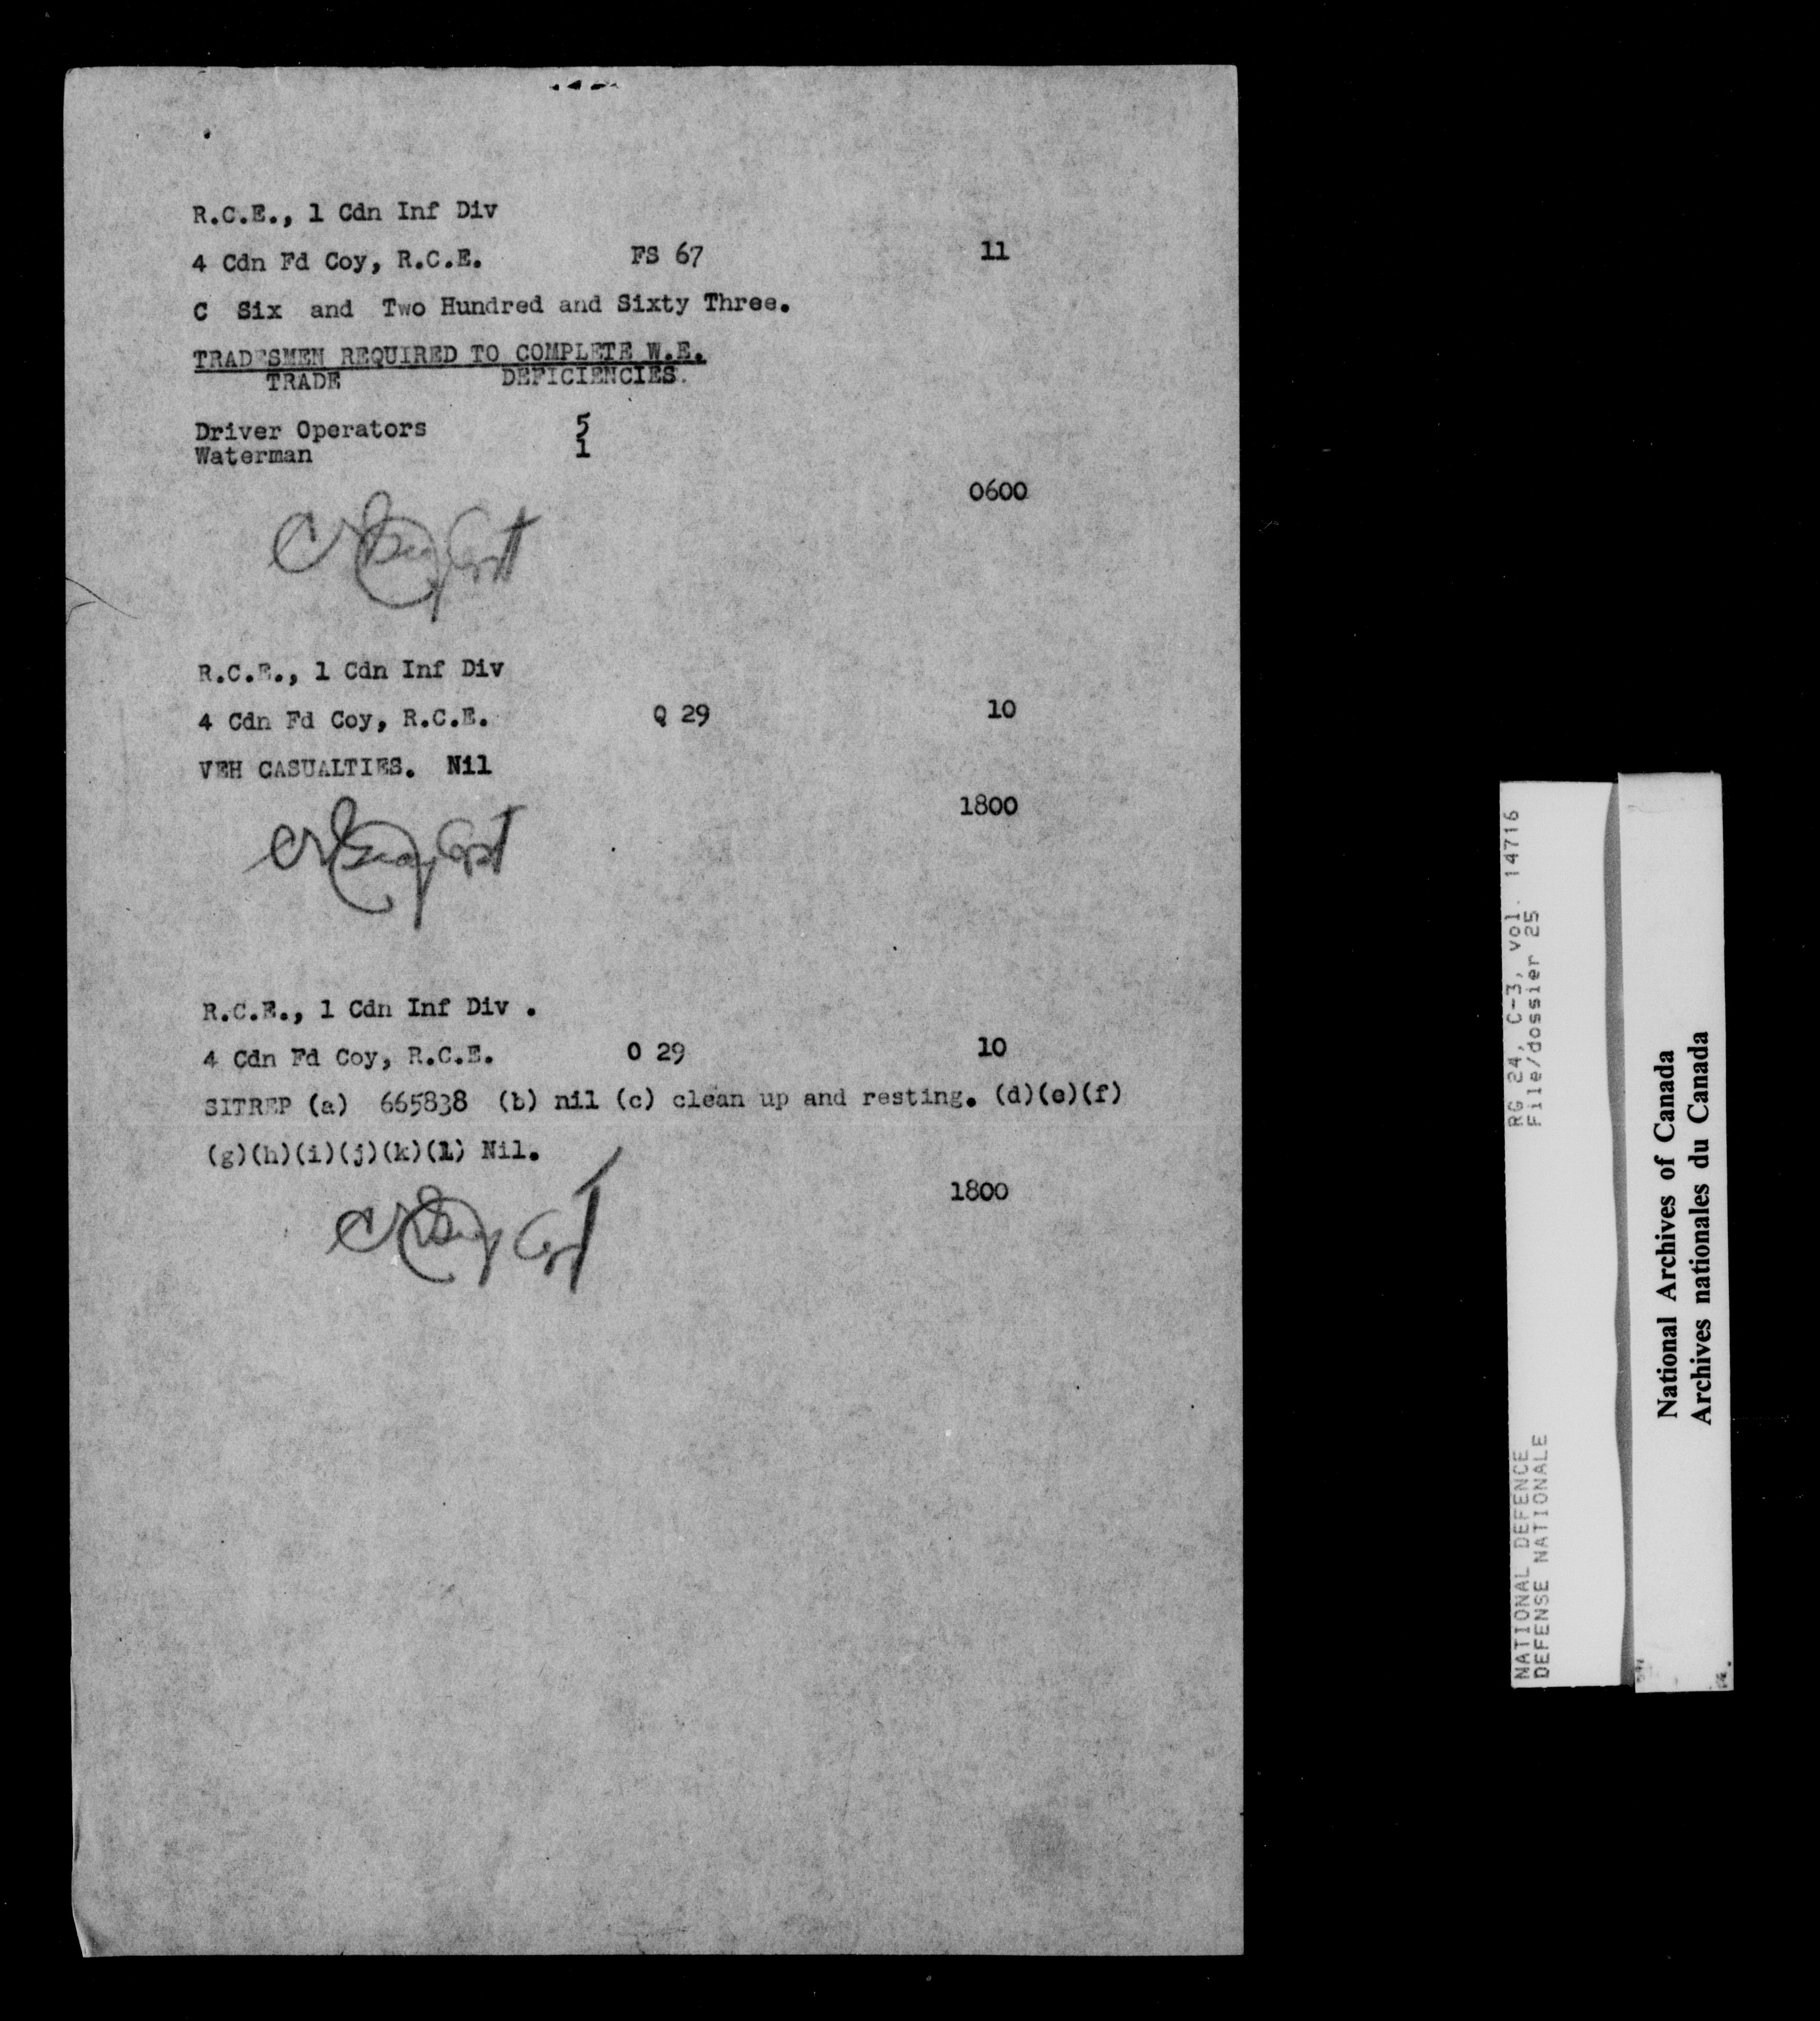 R.C.E., 1 Cdn Inf Div
4 Cdn Fd Coy, R.C.E. FS 67 11
C Six and Two Hundred and Sixty Three.
TRADESMEN REQUIRED TO COMPLETE W.E.
TRADE DEFICIENCIES.
Driver Operators 5
Waterman 1
0600
R.C.E., 1 Cdn Inf Div
4 Cdn Fd Coy, R.C.E. Q 29 10
VEH CASUALTIES. Nil
1800
R.C.E., 1 Cdn Inf Div .
4 Cdn Fd Coy, R.C.E. O 29 10
SITREP (a) 665838 (b) nil (c) clean up and resting. (d)(e)(f)
(g)(h)(i)(j)(k)(l) Nil.
1800
RG 24, C-3, vol. 14716
File/dossier 25
NATIONAL DEFENCE
DEFENSE NATIONALE
National Archives of Canada
Archives nationales du Canada